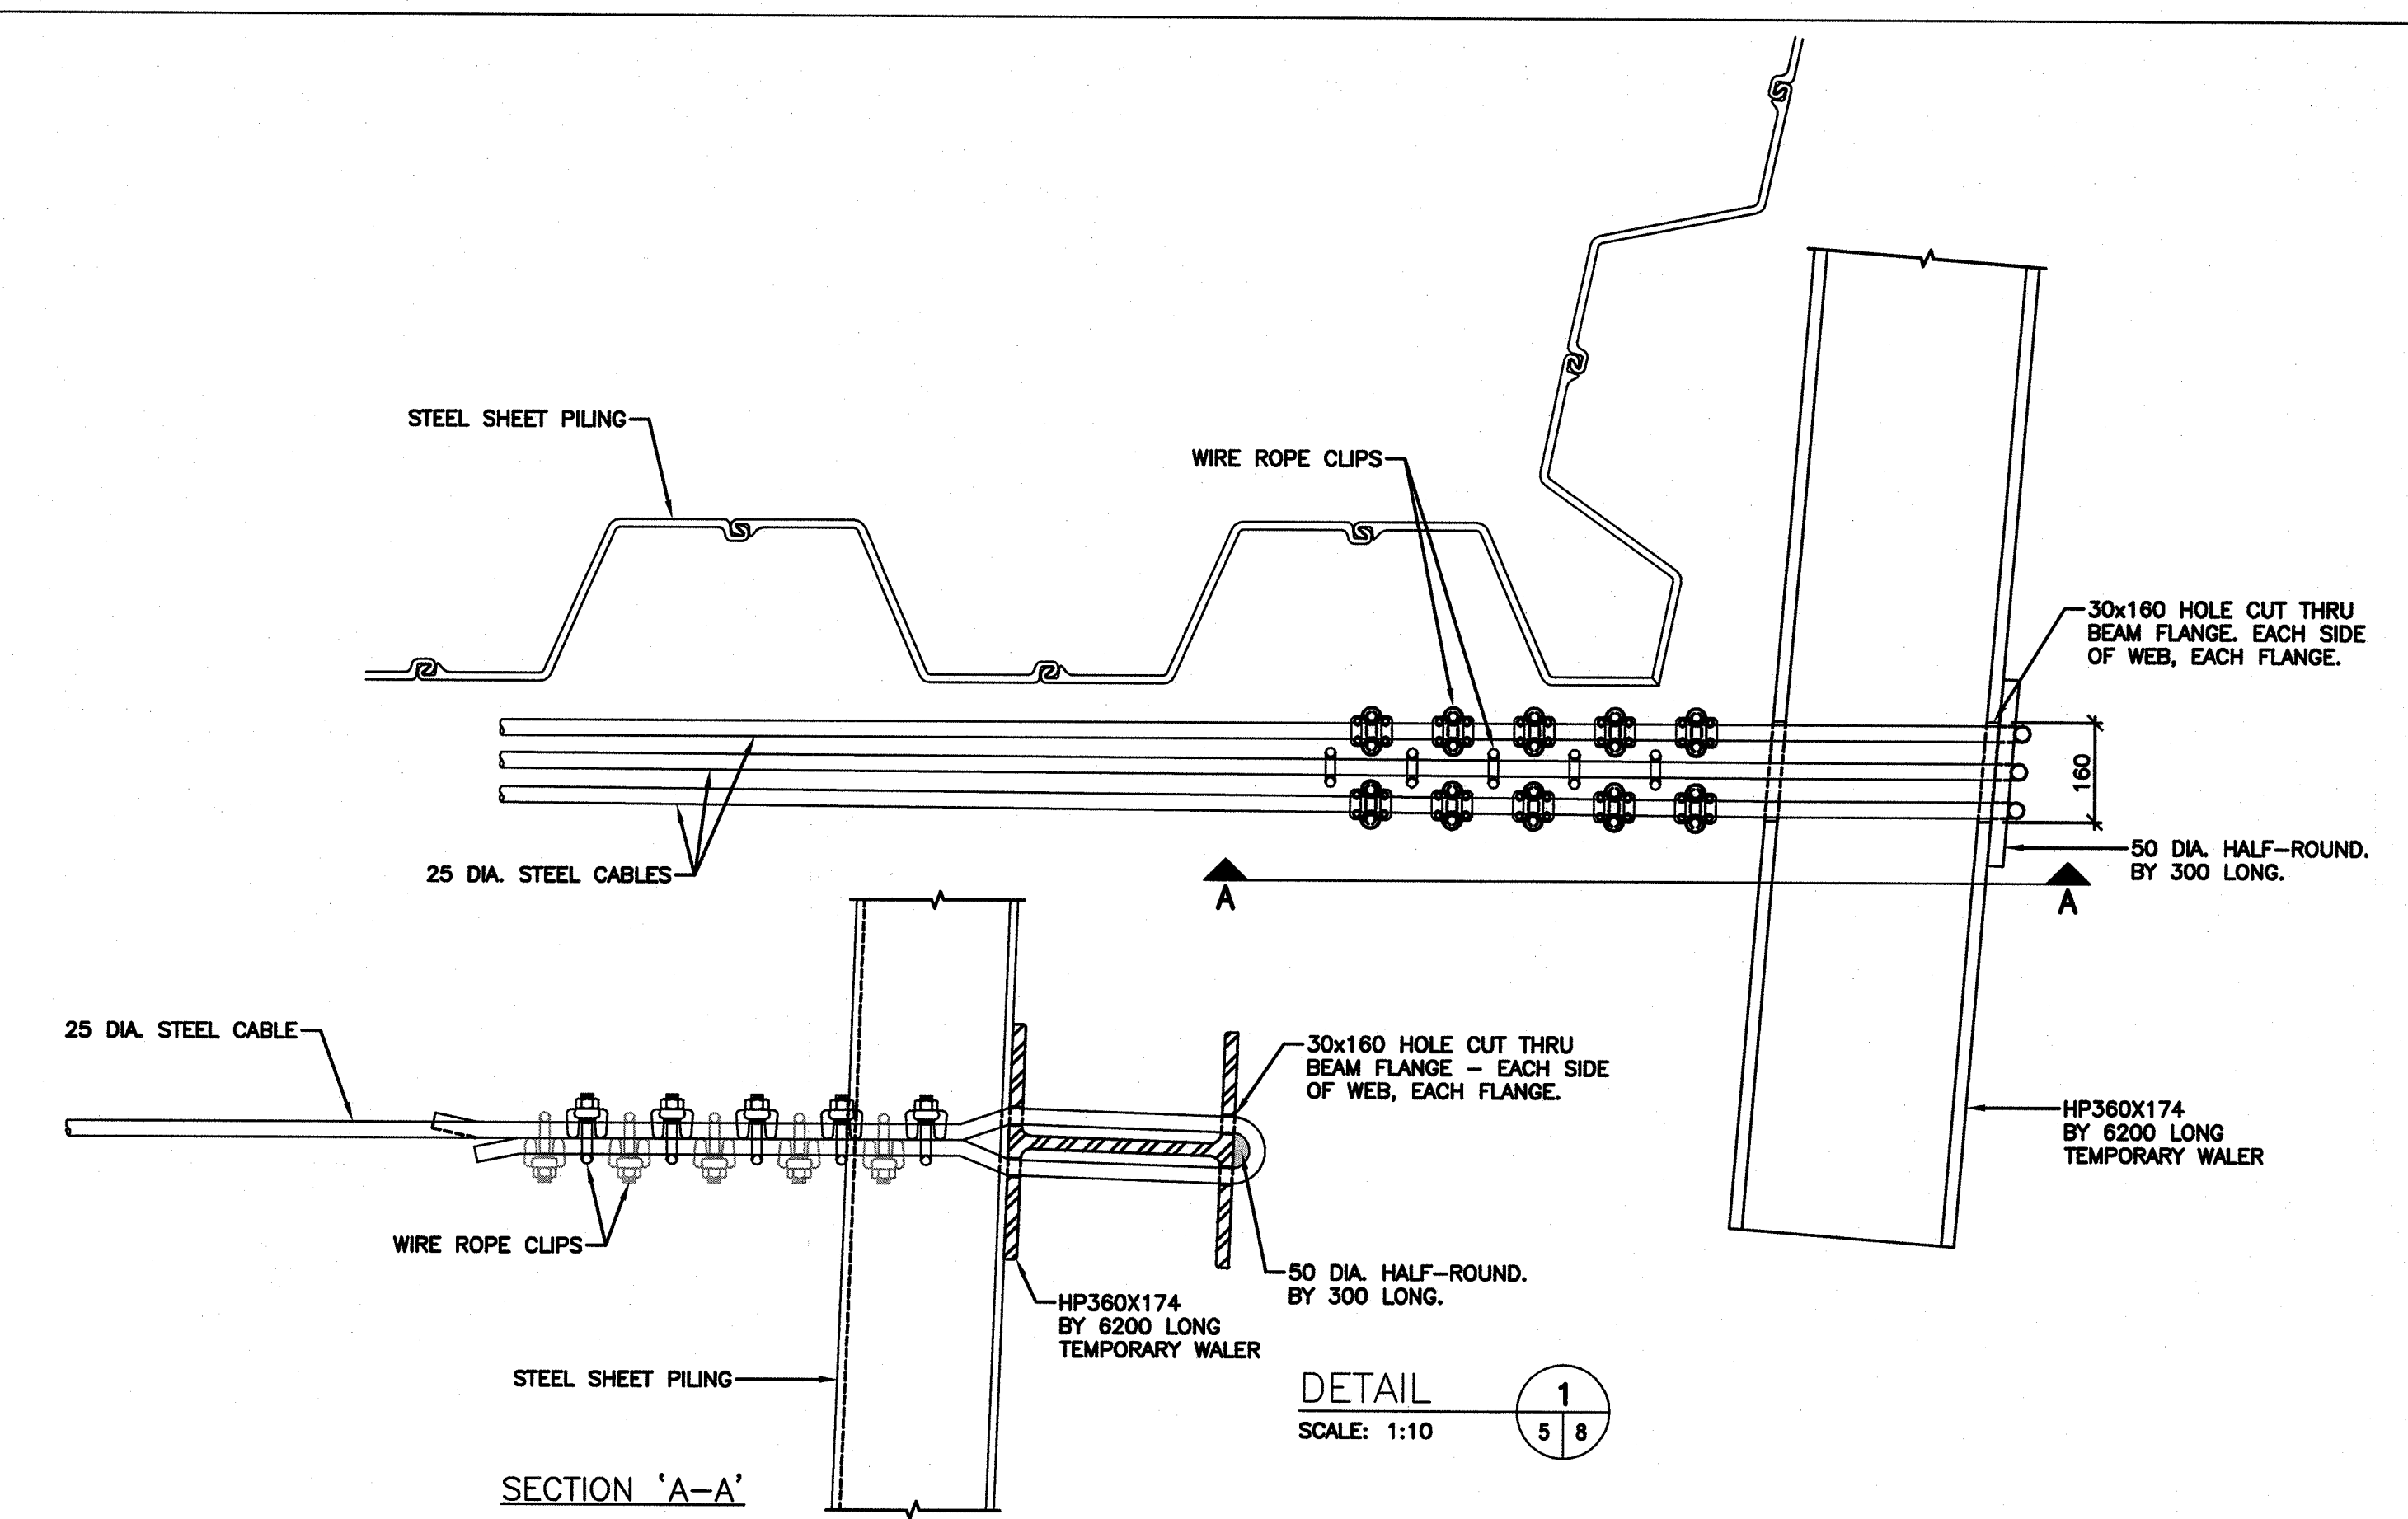 STEEL SHEET PILING
WIRE ROPE CLIPS
30x160 HOLE CUT THRU
BEAM FLANGE. EACH SIDE
OF WEB, EACH FLANGE.
160
25 DIA. STEEL CABLES
50 DIA. HALF-ROUND.
BY 300 LONG.
A
A
25 DIA. STEEL CABLE
30x160 HOLE CUT THRU
BEAM FLANGE - EACH SIDE
OF WEB, EACH FLANGE.
HP360X174
BY 6200 LONG
TEMPORARY WALER
WIRE ROPE CLIPS
50 DIA. HALF-ROUND.
BY 300 LONG.
HP360X174
BY 6200 LONG
TEMPORARY WALER
STEEL SHEET PILING
DETAIL
SCALE: 1:10
1
5 8
SECTION 'A-A'